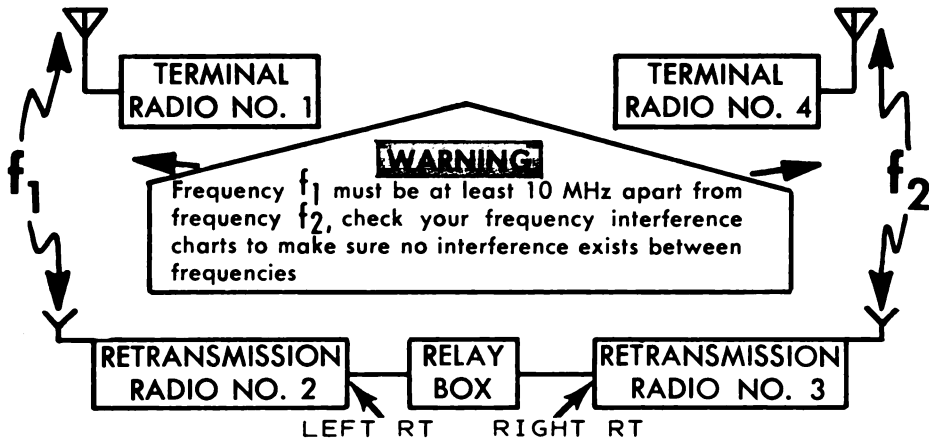 TERMINAL
RADIO NO. 1
TERMINAL
RADIO NO. 4
f1
f2
WARNING
Frequency f1 must be at least 10 MHz apart from
frequency f2, check your frequency interference
charts to make sure no interference exists between
frequencies
RETRANSMISSION
RADIO NO. 2
RELAY
BOX
RETRANSMISSION
RADIO NO. 3
LEFT RT
RIGHT RT